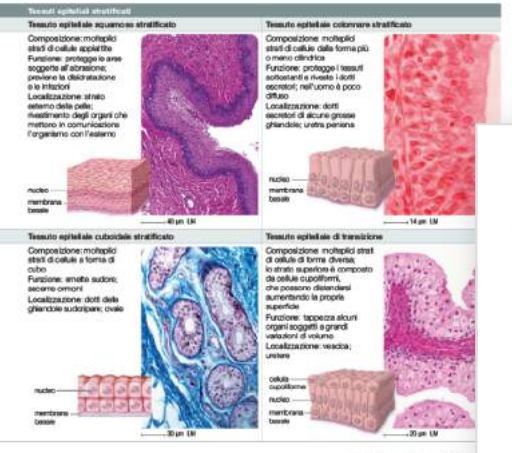 Tessuti epiteliali stratificati
Tessuto epiteliale squamoso stratificato
Composizione: molteplici
strati di cellule appiattite
Funzione: protegge le aree
soggette all'abrasione;
previene la disidratazione
e le infezioni
Localizzazione: strato
esterno della pelle;
rivestimento degli organi che
mettono in comunicazione
l'organismo con l'esterno
nucleo
membrana
basale
40 µm LM
Tessuto epiteliale colonnare stratificato
Composizione: molteplici
strati di cellule dalla forma più
o meno cilindrica
Funzione: protegge i tessuti
sottostanti e riveste i dotti
escretori; nell'uomo è poco
diffuso
Localizzazione: dotti
escretori di alcune grosse
ghiandole; uretra peniena
nucleo
membrana
basale
14 µm LM
Tessuto epiteliale cuboidale stratificato
Composizione: molteplici
strati di cellule a forma di
cubo
Funzione: emette sudore;
secerne ormoni
Localizzazione: dotti delle
ghiandole sudoripare; ovaie
nucleo
membrana
basale
30 µm LM
Tessuto epiteliale di transizione
Composizione: molteplici strati
di cellule di forma diversa;
lo strato superiore è composto
da cellule cupoliformi,
che possono distendersi
aumentando la propria
superficie
Funzione: tappezza alcuni
organi soggetti a grandi
variazioni di volume
Localizzazione: vescica;
uretere
cellula
cupoliforme
nucleo
membrana
basale
20 µm LM